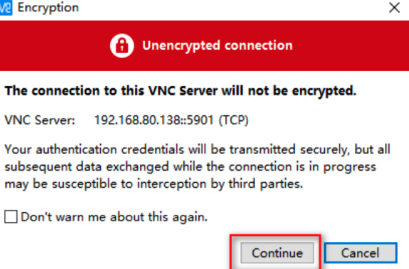 V2 Encryption
Unencrypted connection
The connection to this VNC Server will not be encrypted.
VNC Server: 192.168.80.138::5901 (TCP)
Your authentication credentials will be transmitted securely, but all
subsequent data exchanged while the connection is in progress
may be susceptible to interception by third parties.
Don't warn me about this again.
Continue Cancel